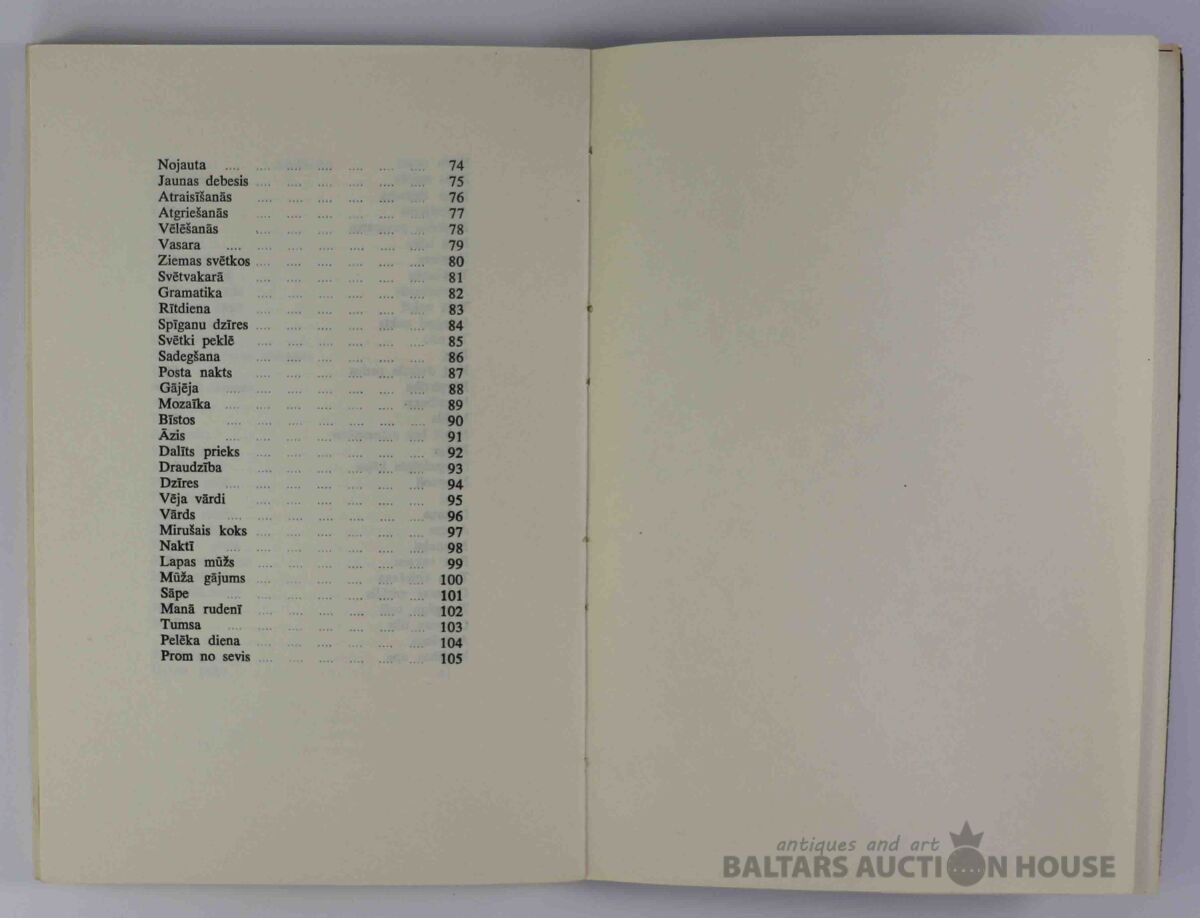 Nojauta .... .... .... .... .... .... .... 74
Jaunas debesis .... .... .... .... .... .... 75
Atraisīšanās .... .... .... .... .... .... 76
Atgriešanās .... .... .... .... .... .... 77
Vēlēšanās .... .... .... .... .... .... 78
Vasara .... .... .... .... .... .... .... 79
Ziemas svētkos .... .... .... .... .... .... 80
Svētvakarā .... .... .... .... .... .... 81
Gramatika .... .... .... .... .... .... 82
Rītdiena .... .... .... .... .... .... 83
Spīganu dzīres .... .... .... .... .... .... 84
Svētki peklē .... .... .... .... .... .... 85
Sadegšana .... .... .... .... .... .... 86
Posta nakts .... .... .... .... .... .... 87
Gājēja .... .... .... .... .... .... .... 88
Mozaīka .... .... .... .... .... .... .... 89
Bīstos .... .... .... .... .... .... .... 90
Āzis .... .... .... .... .... .... .... 91
Dalīts prieks .... .... .... .... .... .... 92
Draudzība .... .... .... .... .... .... 93
Dzīres .... .... .... .... .... .... .... 94
Vēja vārdi .... .... .... .... .... .... 95
Vārds .... .... .... .... .... .... .... 96
Mirušais koks .... .... .... .... .... .... 97
Naktī .... .... .... .... .... .... .... 98
Lapas mūžs .... .... .... .... .... .... 99
Mūža gājums .... .... .... .... .... .... 100
Sāpe .... .... .... .... .... .... .... 101
Manā rudenī .... .... .... .... .... .... 102
Tumsa .... .... .... .... .... .... .... 103
Pelēka diena .... .... .... .... .... .... 104
Prom no sevis .... .... .... .... .... .... 105
antiques and art
BALTARS AUCTION HOUSE